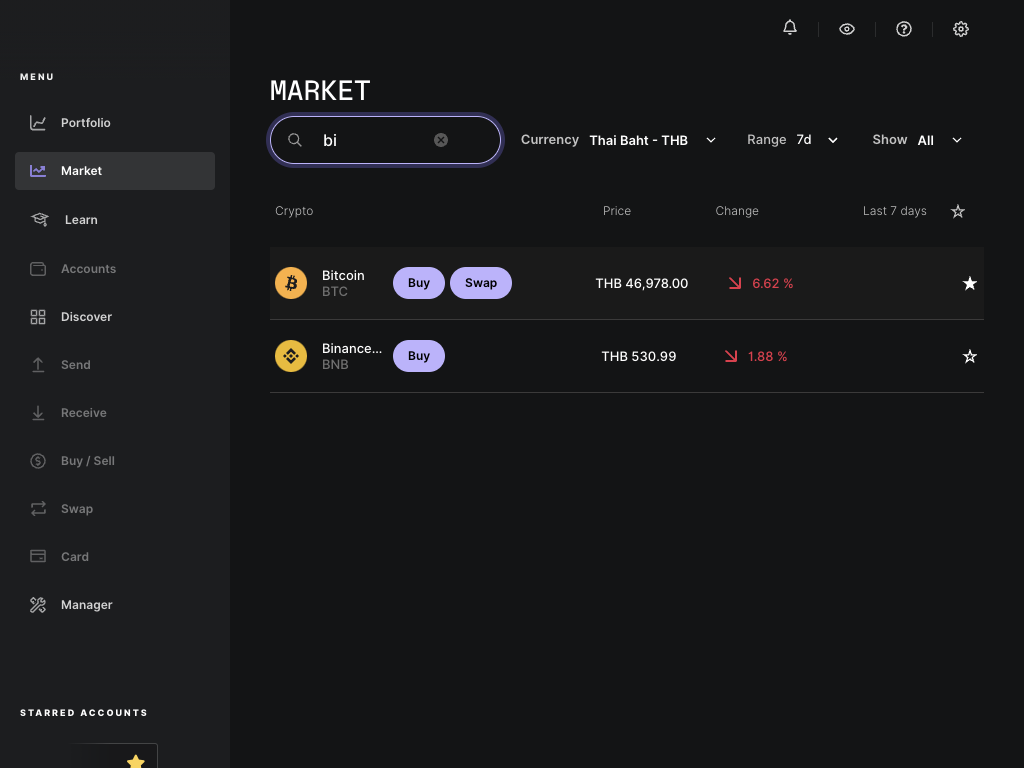 MENU
Portfolio
Market
Learn
Accounts
Discover
Send
Receive
Buy / Sell
Swap
Card
Manager
STARRED ACCOUNTS
MARKET
bi
Currency Thai Baht - THB
Range 7d
Show All
Crypto Price Change Last 7 days
Bitcoin
BTC
Buy Swap THB 46,978.00 6.62 %
Binance...
BNB
Buy THB 530.99 1.88 %